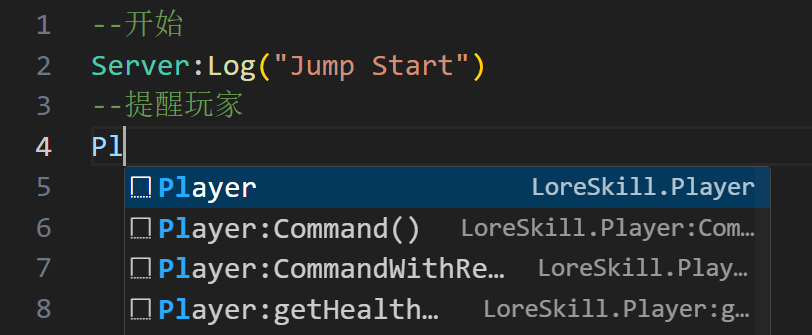 1 --开始
2 Server:Log("Jump Start")
3 --提醒玩家
4 Pl
5 Player LoreSkill.Player
6 Player:Command() LoreSkill.Player:Com…
7 Player:CommandWithRe… LoreSkill.Play…
8 Player:getHealth… LoreSkill.Player:g…